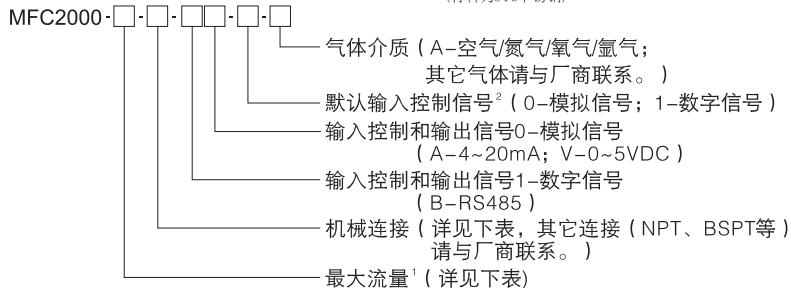 MFC2000-□-□-□□-□-□
气体介质（A–空气/氮气/氧气/氩气；
其它气体请与厂商联系。）
默认输入控制信号²（0–模拟信号；1–数字信号）
输入控制和输出信号0–模拟信号
（A–4~20mA；V–0~5VDC）
输入控制和输出信号1–数字信号
（B–RS485）
机械连接（详见下表，其它连接（NPT、BSPT等）
请与厂商联系。）
最大流量¹（详见下表)